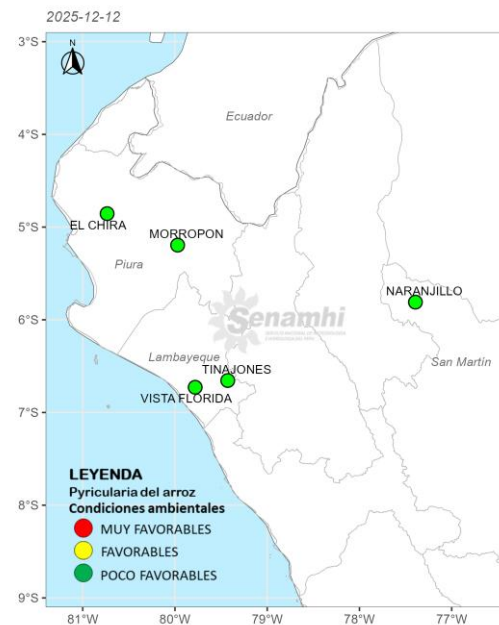 2025-12-12
3°S
N
4°S
Ecuador
EL CHIRA
5°S
MORROPON
Piura
NARANJILLO
6°S
Senamhi
Lambayeque
TINAJONES
San Martín
VISTA FLORIDA
7°S
LEYENDA
Pyricularia del arroz
Condiciones ambientales
8°S
MUY FAVORABLES
FAVORABLES
POCO FAVORABLES
9°S
81°W 80°W 79°W 78°W 77°W